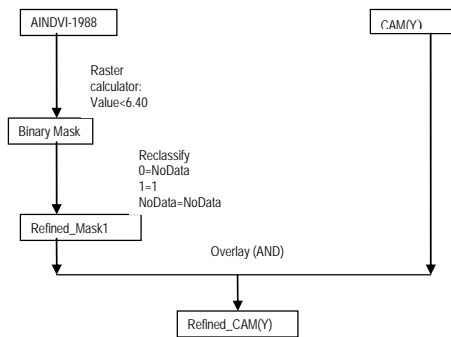 AINDVI-1988
CAM(Y)
Raster
calculator:
Value<6.40
Binary Mask
Reclassify
0=NoData
1=1
NoData=NoData
Refined_Mask1
Overlay (AND)
Refined_CAM(Y)